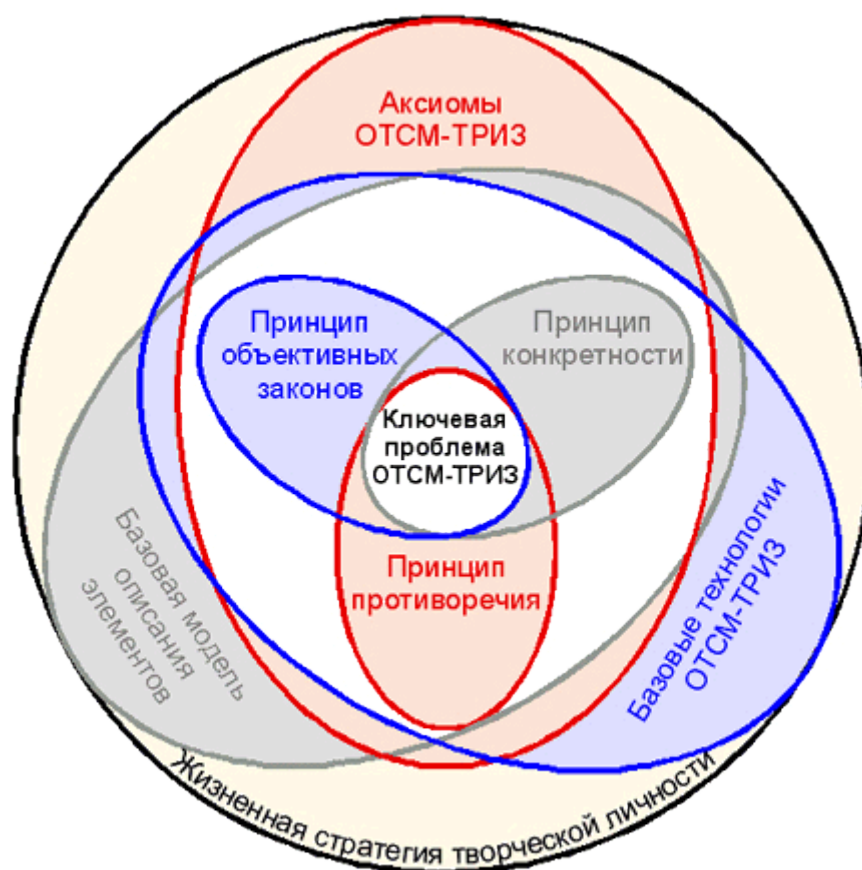 Аксиомы
ОТСМ-ТРИЗ
Принцип
объективных
законов
Принцип
конкретности
Ключевая
проблема
ОТСМ-ТРИЗ
Принцип
противоречия
Базовая модель
описания
элементов
Базовые технологии
ОТСМ-ТРИЗ
Жизненная стратегия творческой личности